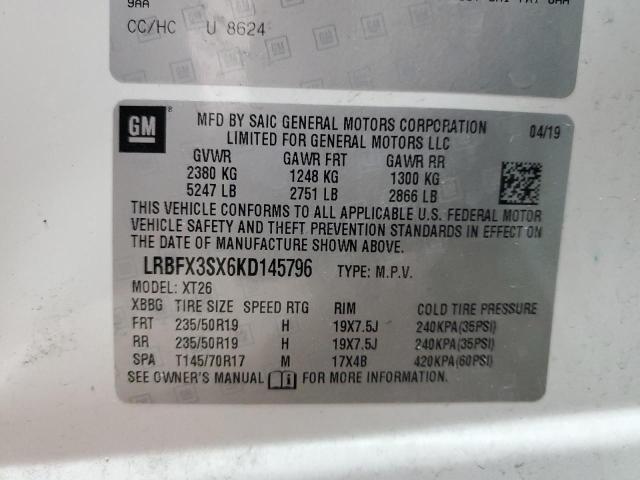 9AA
CC/HC U 8624
GM
MFD BY SAIC GENERAL MOTORS CORPORATION 04/19
LIMITED FOR GENERAL MOTORS LLC
GVWR GAWR FRT GAWR RR
2380 KG 1248 KG 1300 KG
5247 LB 2751 LB 2866 LB
THIS VEHICLE CONFORMS TO ALL APPLICABLE U.S. FEDERAL MOTOR
VEHICLE SAFETY AND THEFT PREVENTION STANDARDS IN EFFECT ON
THE DATE OF MANUFACTURE SHOWN ABOVE.
LRBFX3SX6KD145796 TYPE: M.P.V.
MODEL: XT26
XBBG TIRE SIZE SPEED RTG RIM COLD TIRE PRESSURE
FRT 235/50R19 H 19X7.5J 240KPA(35PSI)
RR 235/50R19 H 19X7.5J 240KPA(35PSI)
SPA T145/70R17 M 17X4B 420KPA(60PSI)
SEE OWNER'S MANUAL FOR MORE INFORMATION.